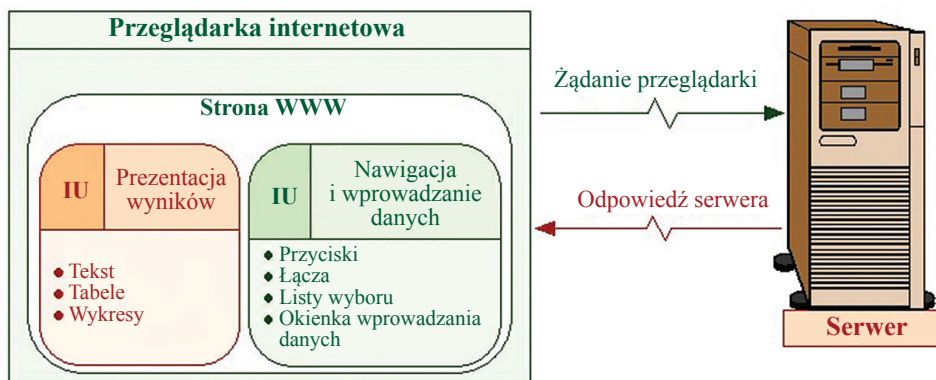 Przeglądarka internetowa
Strona WWW
IU
Prezentacja
wyników
• Tekst
• Tabele
• Wykresy
IU
Nawigacja
i wprowadzanie
danych
• Przyciski
• Łącza
• Listy wyboru
• Okienka wprowadzania
danych
Żądanie przeglądarki
Odpowiedź serwera
Serwer